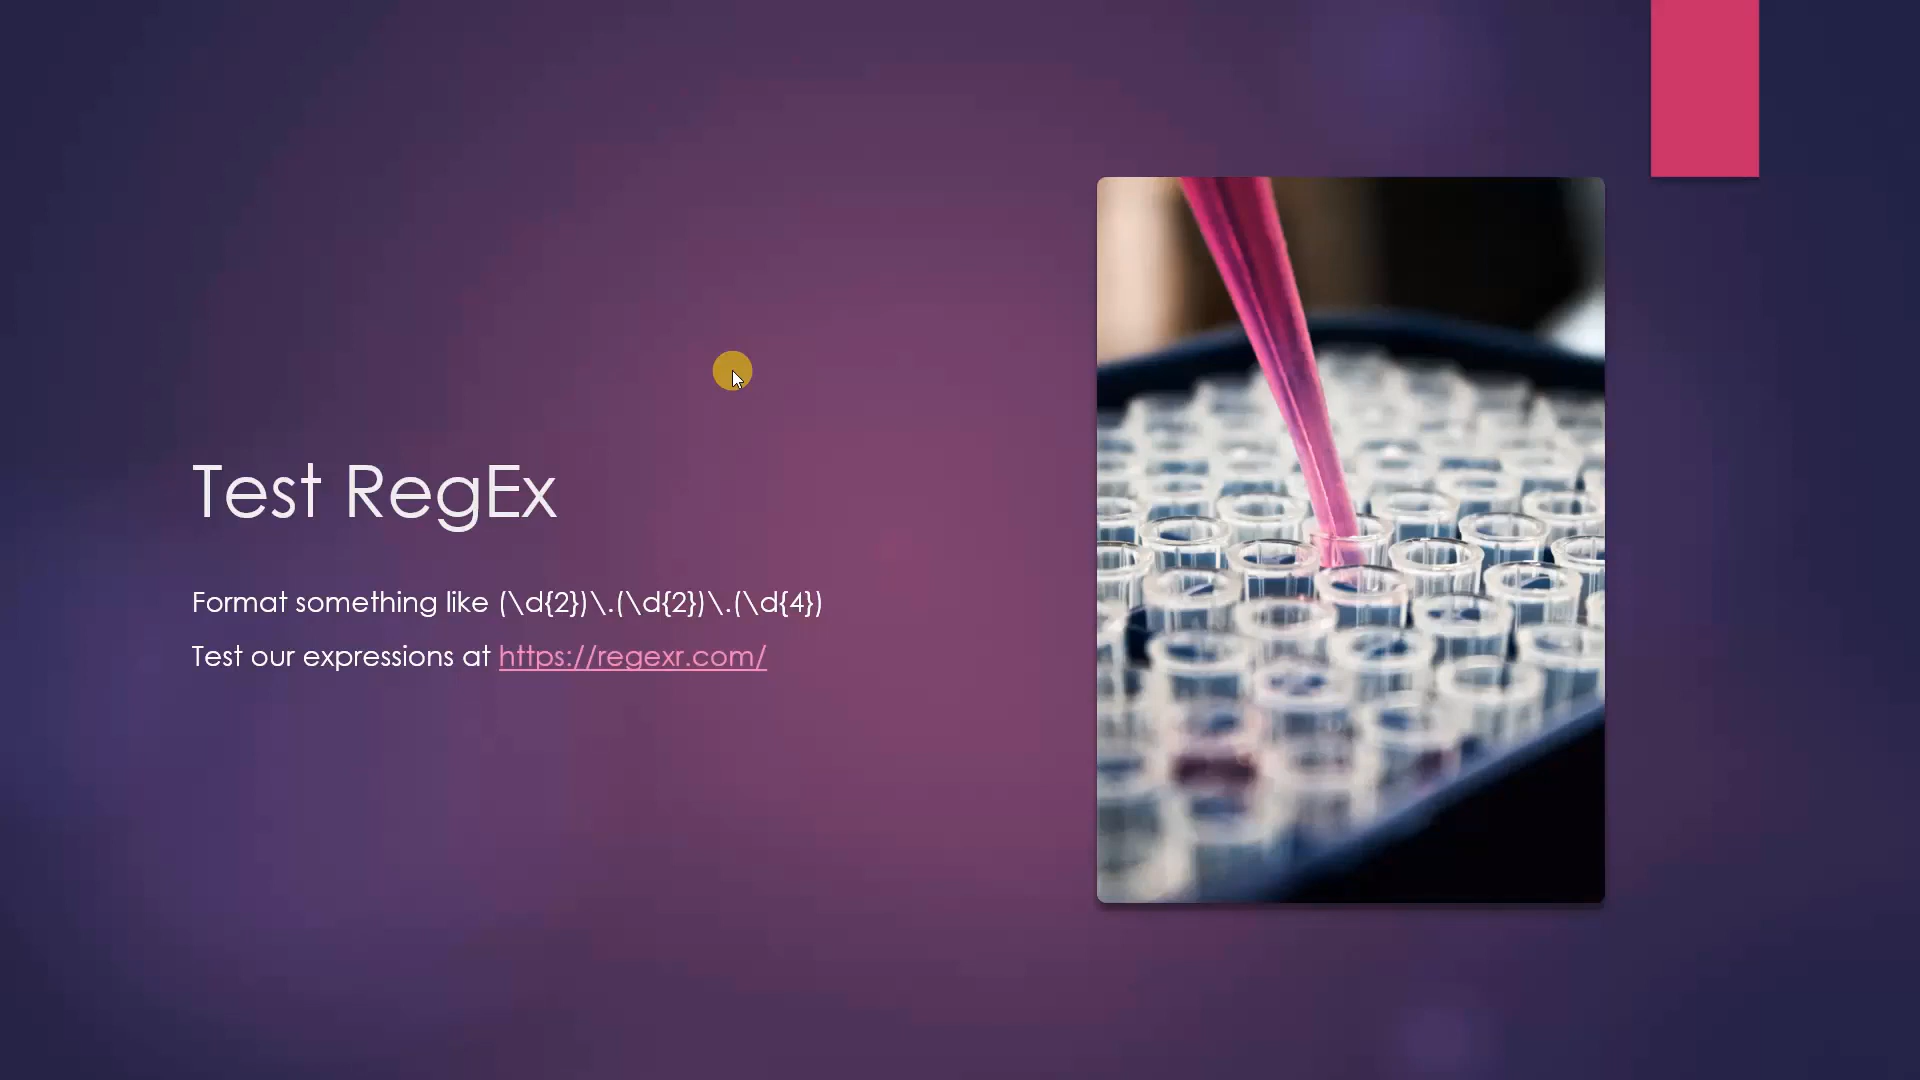 Test RegEx
Format something like (\d{2})\.(\d{2})\.(\d{4})
Test our expressions at https://regexr.com/